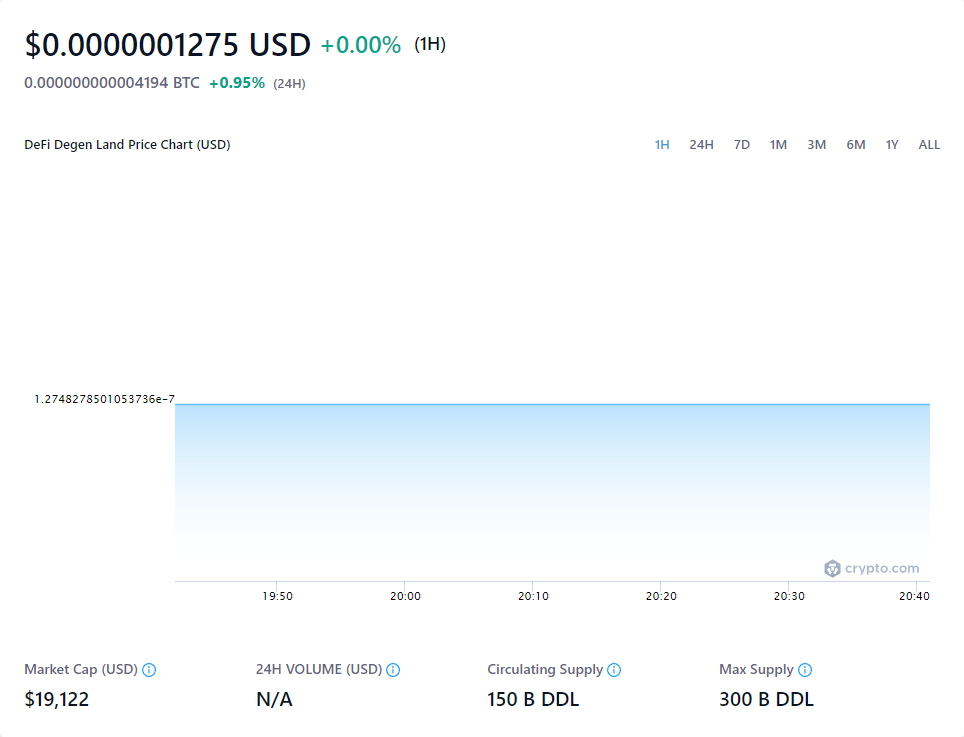 $0.0000001275 USD +0.00% (1H)
0.000000000004194 BTC +0.95% (24H)
DeFi Degen Land Price Chart (USD) 1H 24H 7D 1M 3M 6M 1Y ALL
1.2748278501053736e-7
crypto.com
19:50 20:00 20:10 20:20 20:30 20:40
Market Cap (USD) 24H VOLUME (USD) Circulating Supply Max Supply
$19,122 N/A 150 B DDL 300 B DDL